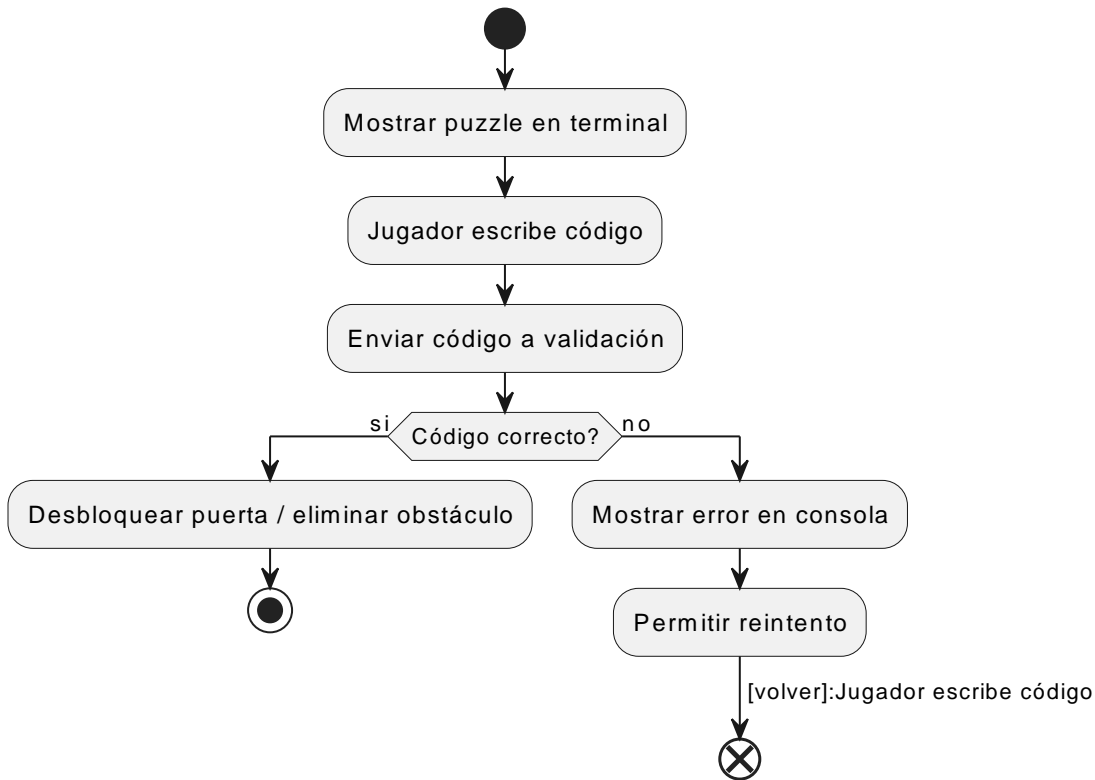 Mostrar puzzle en terminal
Jugador escribe código
Enviar código a validación
si
Código correcto?
no
Desbloquear puerta / eliminar obstáculo
Mostrar error en consola
Permitir reintento
[volver]:Jugador escribe código